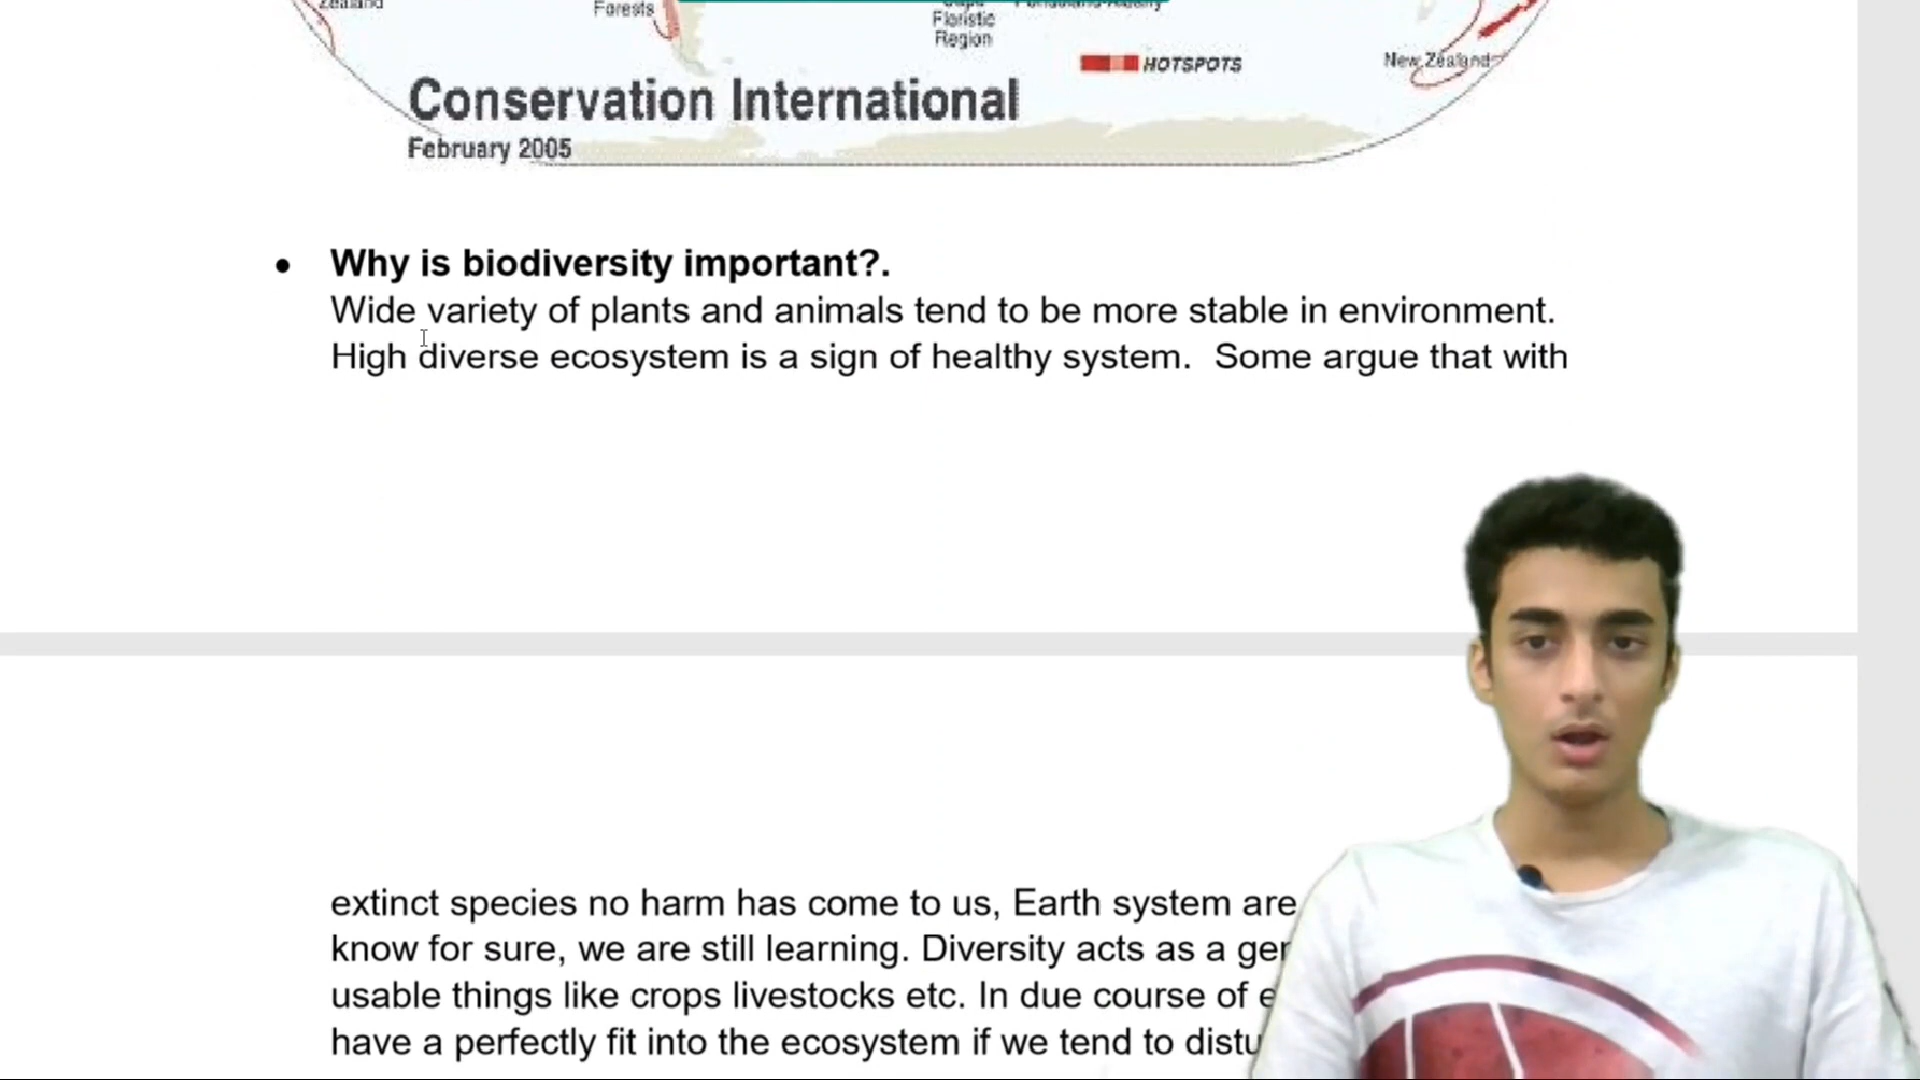 Zealand
Forests
Floristic
Region
HOTSPOTS
New Zealand
Conservation International
February 2005
• Why is biodiversity important?.
Wide variety of plants and animals tend to be more stable in environment.
High diverse ecosystem is a sign of healthy system. Some argue that with
extinct species no harm has come to us, Earth system are
know for sure, we are still learning. Diversity acts as a
usable things like crops livestocks etc. In due course of
have a perfectly fit into the ecosystem if we tend to